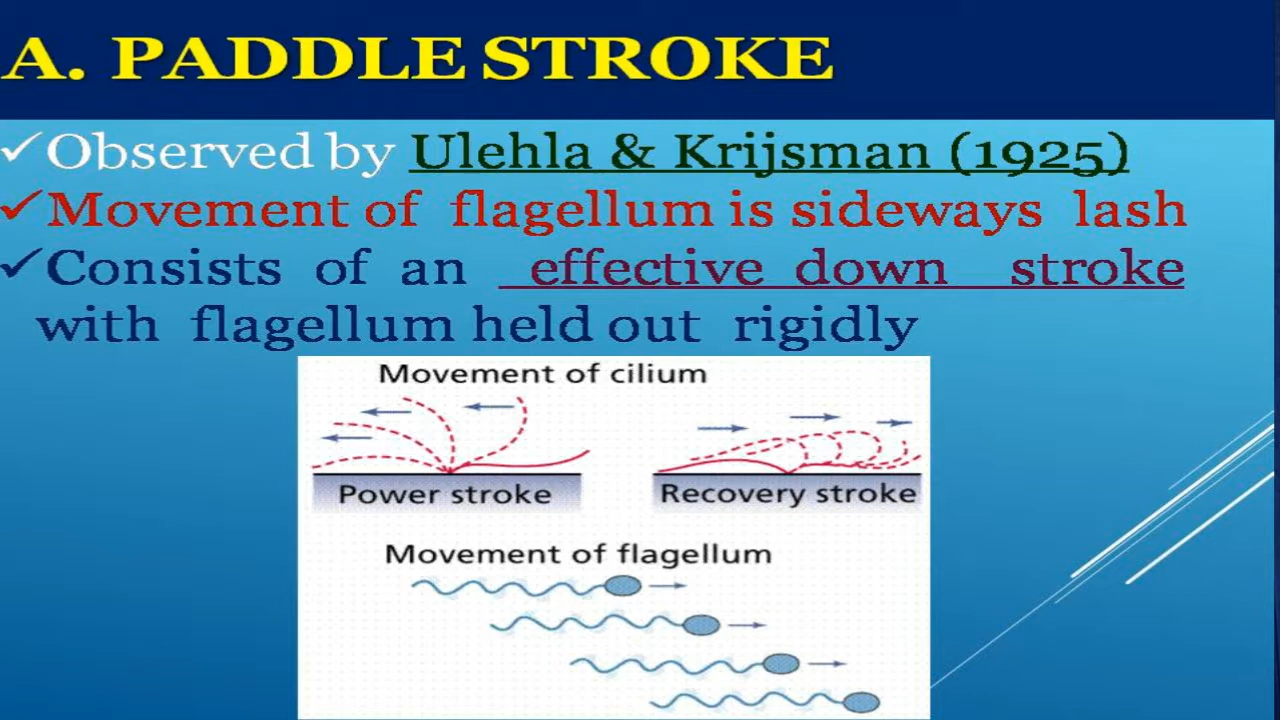 A. PADDLE STROKE
✓Observed by Ulehla & Krijsman (1925)
✓Movement of flagellum is sideways lash
✓Consists of an effective down stroke
with flagellum held out rigidly
Movement of cilium
Power stroke
Recovery stroke
Movement of flagellum